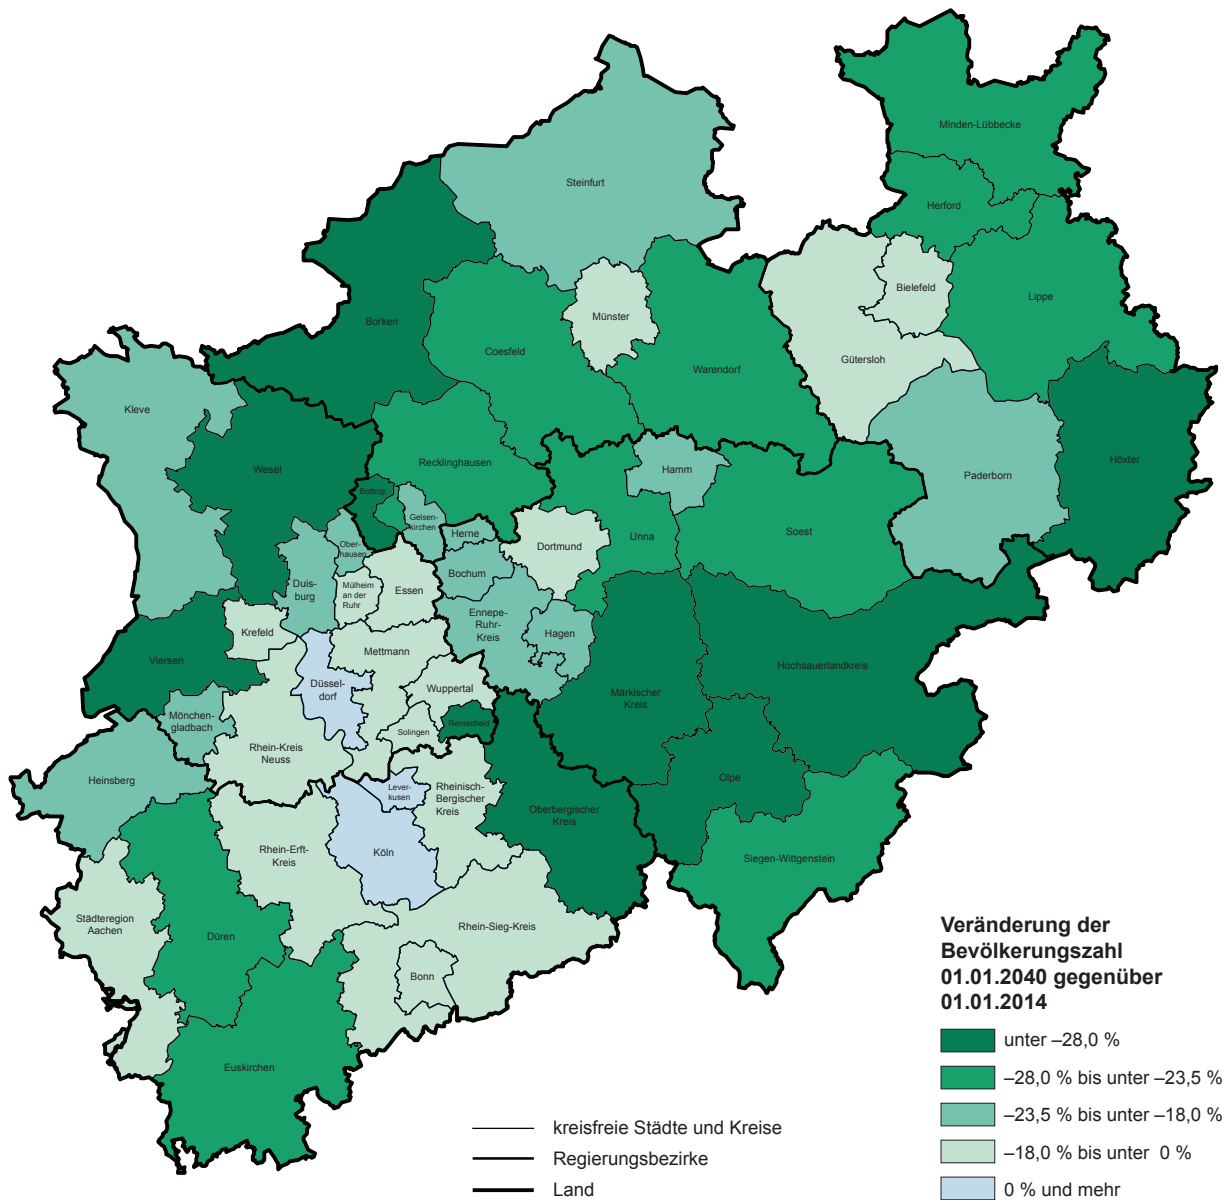 Minden-Lübbecke
Steinfurt
Herford
Bielefeld
Lippe
Münster
Borken
Coesfeld
Gütersloh
Warendorf
Kleve
Recklinghausen
Höxter
Wesel
Hamm
Paderborn
Bottrop
Gelsen-
kirchen
Soest
Herne
Unna
Dortmund
Ober-
hausen
Bochum
Duis-
burg
Mülheim
an der
Ruhr
Essen
Ennepe-
Ruhr-
Kreis
Hagen
Krefeld
Mettmann
Viersen
Hochsauerlandkreis
Düssel-
dorf
Wuppertal
Märkischer
Kreis
Mönchen-
gladbach
Remscheid
Solingen
Rhein-Kreis
Neuss
Heinsberg
Olpe
Lever-
kusen
Rheinisch-
Bergischer
Kreis
Oberbergischer
Kreis
Rhein-Erft-
Kreis
Köln
Siegen-Wittgenstein
Städteregion
Aachen
Rhein-Sieg-Kreis
Düren
Bonn
Euskirchen
Veränderung der
Bevölkerungszahl
01.01.2040 gegenüber
01.01.2014
unter –28,0 %
–28,0 % bis unter –23,5 %
–23,5 % bis unter –18,0 %
–18,0 % bis unter 0 %
0 % und mehr
kreisfreie Städte und Kreise
Regierungsbezirke
Land